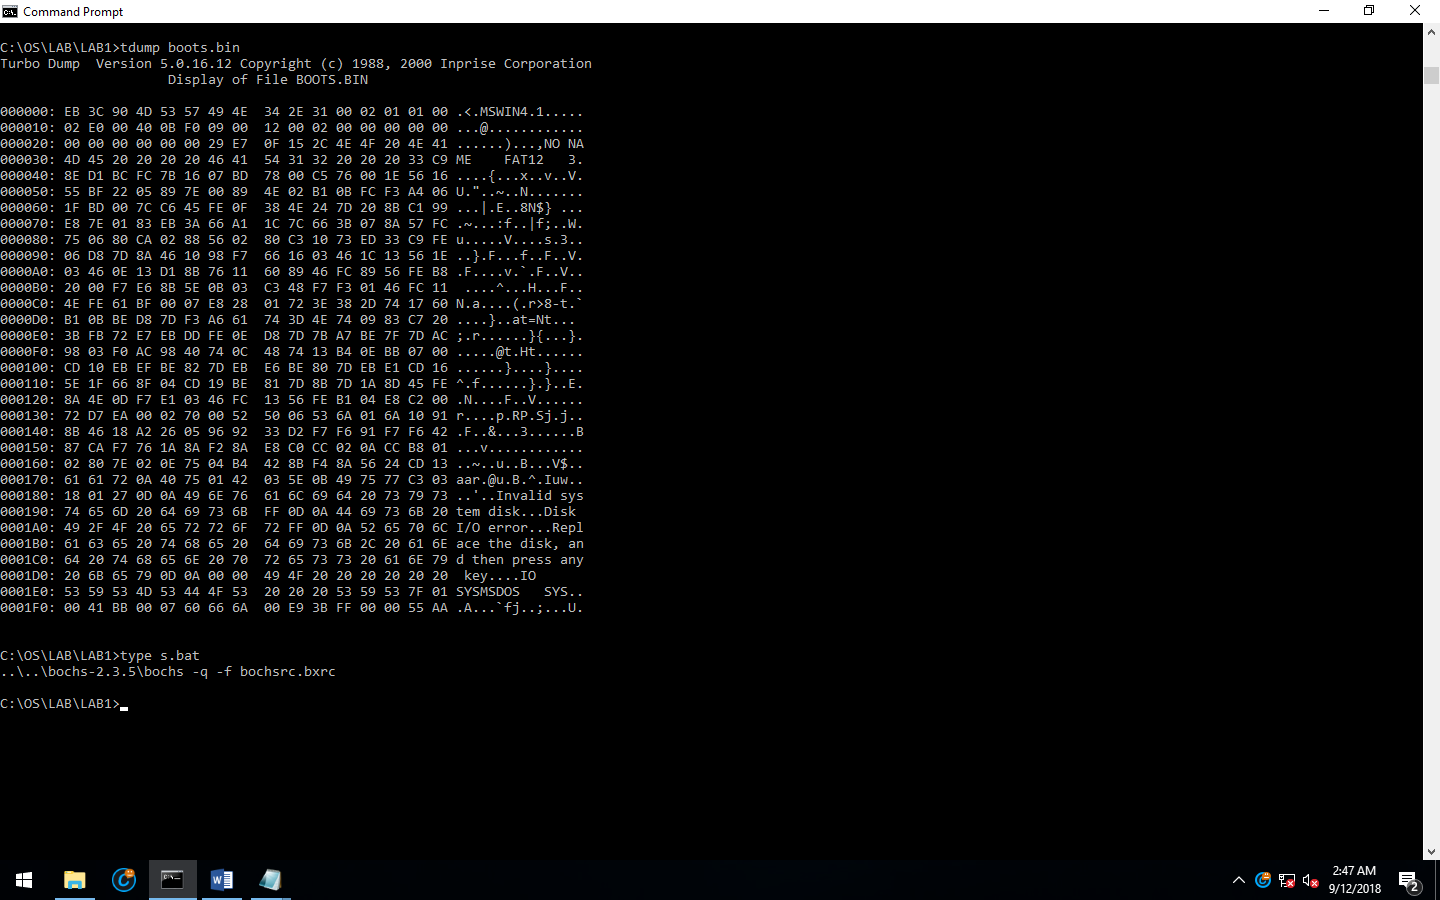 Command Prompt
C:\OS\LAB\LAB1>tdump boots.bin
Turbo Dump  Version 5.0.16.12 Copyright (c) 1988, 2000 Inprise Corporation
                     Display of File BOOTS.BIN
000000: EB 3C 90 4D 53 57 49 4E  34 2E 31 00 02 01 01 00 .<.MSWIN4.1.....
000010: 02 E0 00 40 0B F0 09 00  12 00 02 00 00 00 00 00 ...@............
000020: 00 00 00 00 00 00 29 E7  0F 15 2C 4E 4F 20 4E 41 ......)...,NO NA
000030: 4D 45 20 20 20 20 46 41  54 31 32 20 20 20 33 C9 ME    FAT12   3.
000040: 8E D1 BC FC 7B 16 07 BD  78 00 C5 76 00 1E 56 16 ....{...x..v..V.
000050: 55 BF 22 05 89 7E 00 89  4E 02 B1 0B FC F3 A4 06 U."..~..N.......
000060: 1F BD 00 7C C6 45 FE 0F  38 4E 24 7D 20 8B C1 99 ...|.E..8N$} ...
000070: E8 7E 01 83 EB 3A 66 A1  1C 7C 66 3B 07 8A 57 FC .~...:f..|f;..W.
000080: 75 06 80 CA 02 88 56 02  80 C3 10 73 ED 33 C9 FE u.....V....s.3..
000090: 06 D8 7D 8A 46 10 98 F7  66 16 03 46 1C 13 56 1E ..}.F...f..F..V.
0000A0: 03 46 0E 13 D1 8B 76 11  60 89 46 FC 89 56 FE B8 .F....v.`.F..V..
0000B0: 20 00 F7 E6 8B 5E 0B 03  C3 48 F7 F3 01 46 FC 11  ....^...H...F..
0000C0: 4E FE 61 BF 00 07 E8 28  01 72 3E 38 2D 74 17 60 N.a....(.r>8-t.`
0000D0: B1 0B BE D8 7D F3 A6 61  74 3D 4E 74 09 83 C7 20 ....}..at=Nt...
0000E0: 3B FB 72 E7 EB DD FE 0E  D8 7D 7B A7 BE 7F 7D AC ;.r......}{...}.
0000F0: 98 03 F0 AC 98 40 74 0C  48 74 13 B4 0E BB 07 00 .....@t.Ht......
000100: CD 10 EB EF BE 82 7D EB  E6 BE 80 7D EB E1 CD 16 ......}....}....
000110: 5E 1F 66 8F 04 CD 19 BE  81 7D 8B 7D 1A 8D 45 FE ^.f......}.}..E.
000120: 8A 4E 0D F7 E1 03 46 FC  13 56 FE B1 04 E8 C2 00 .N....F..V......
000130: 72 D7 EA 00 02 70 00 52  50 06 53 6A 01 6A 10 91 r....p.RP.Sj.j..
000140: 8B 46 18 A2 26 05 96 92  33 D2 F7 F6 91 F7 F6 42 .F..&...3......B
000150: 87 CA F7 76 1A 8A F2 8A  E8 C0 CC 02 0A CC B8 01 ...v............
000160: 02 80 7E 02 0E 75 04 B4  42 8B F4 8A 56 24 CD 13 ..~..u..B...V$..
000170: 61 61 72 0A 40 75 01 42  03 5E 0B 49 75 77 C3 03 aar.@u.B.^.Iuw..
000180: 18 01 27 0D 0A 49 6E 76  61 6C 69 64 20 73 79 73 ..'..Invalid sys
000190: 74 65 6D 20 64 69 73 6B  FF 0D 0A 44 69 73 6B 20 tem disk...Disk
0001A0: 49 2F 4F 20 65 72 72 6F  72 FF 0D 0A 52 65 70 6C I/O error...Repl
0001B0: 61 63 65 20 74 68 65 20  64 69 73 6B 2C 20 61 6E ace the disk, an
0001C0: 64 20 74 68 65 6E 20 70  72 65 73 73 20 61 6E 79 d then press any
0001D0: 20 6B 65 79 0D 0A 00 00  49 4F 20 20 20 20 20 20  key....IO
0001E0: 53 59 53 4D 53 44 4F 53  20 20 20 53 59 53 7F 01 SYSMSDOS   SYS..
0001F0: 00 41 BB 00 07 60 66 6A  00 E9 3B FF 00 00 55 AA .A...`fj..;...U.
C:\OS\LAB\LAB1>type s.bat
..\..\bochs-2.3.5\bochs -q -f bochsrc.bxrc
C:\OS\LAB\LAB1>
2:47 AM
9/12/2018
2